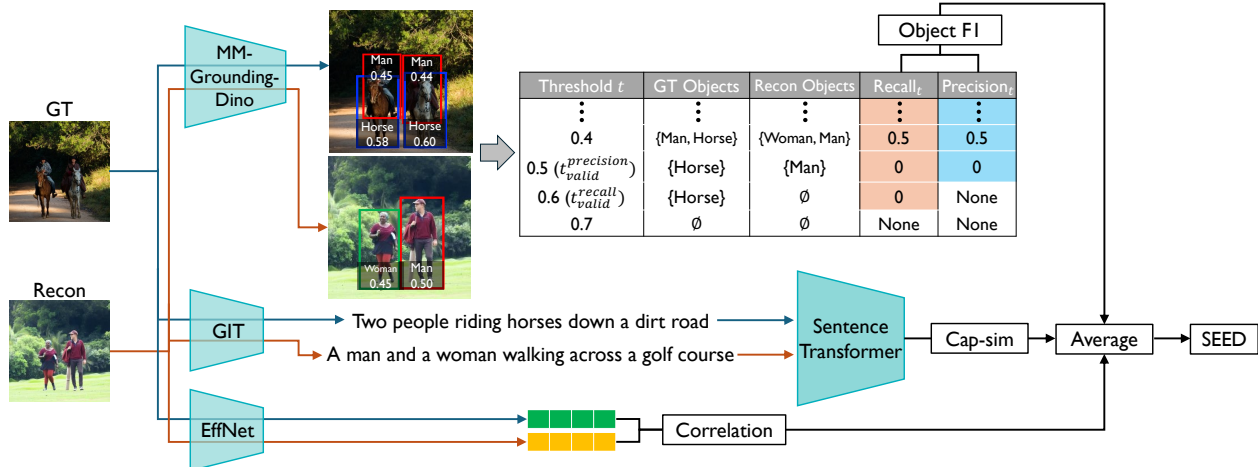 GT
Recon
MM-
Grounding-
Dino
Man
0.45
Man
0.44
Horse
0.58
Horse
0.60
Woman
0.45
Man
0.50
Object F1
Threshold t GT Objects Recon Objects Recall_t Precision_t
⋮ ⋮ ⋮ ⋮ ⋮
0.4 {Man, Horse} {Woman, Man} 0.5 0.5
0.5 (t_{valid}^{precision}) {Horse} {Man} 0 0
0.6 (t_{valid}^{recall}) {Horse} ∅ 0 None
0.7 ∅ ∅ None None
GIT
Two people riding horses down a dirt road
A man and a woman walking across a golf course
Sentence
Transformer
Cap-sim
Average
SEED
EffNet
Correlation